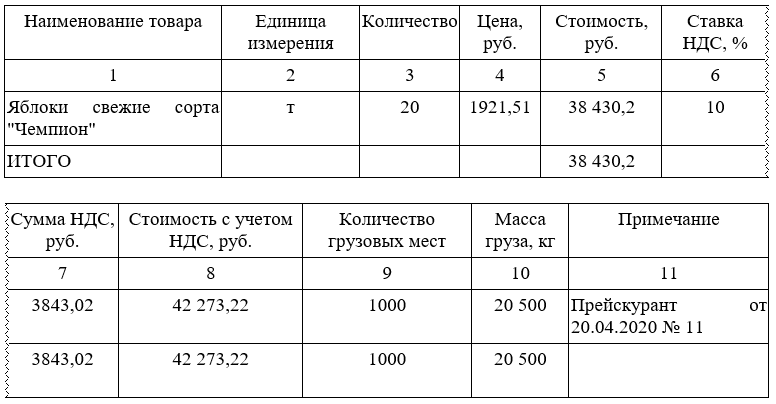 Наименование товара Единица измерения Количество Цена, руб. Стоимость, руб. Ставка НДС, %
1 2 3 4 5 6
Яблоки свежие сорта "Чемпион" т 20 1921,51 38 430,2 10
ИТОГО 38 430,2
Сумма НДС, руб. Стоимость с учетом НДС, руб. Количество грузовых мест Масса груза, кг Примечание
7 8 9 10 11
3843,02 42 273,22 1000 20 500 Прейскурант от 20.04.2020 № 11
3843,02 42 273,22 1000 20 500